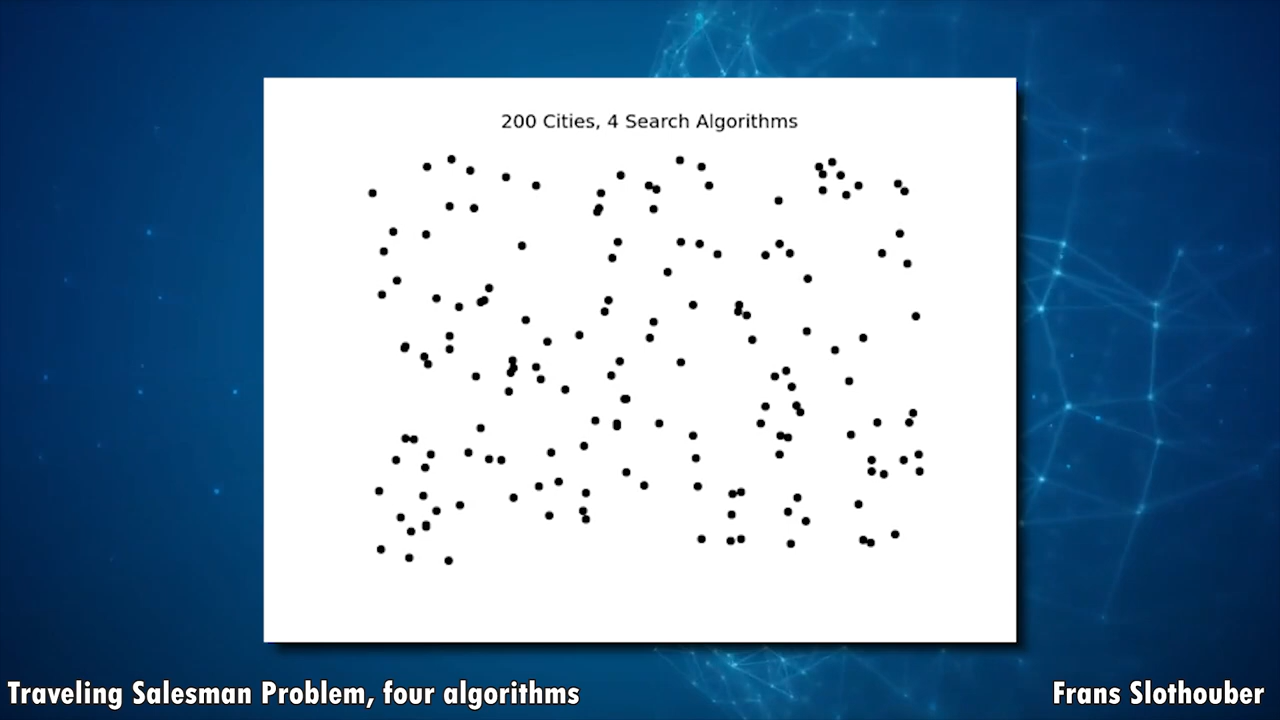 200 Cities, 4 Search Algorithms
Traveling Salesman Problem, four algorithms
Frans Slothouber